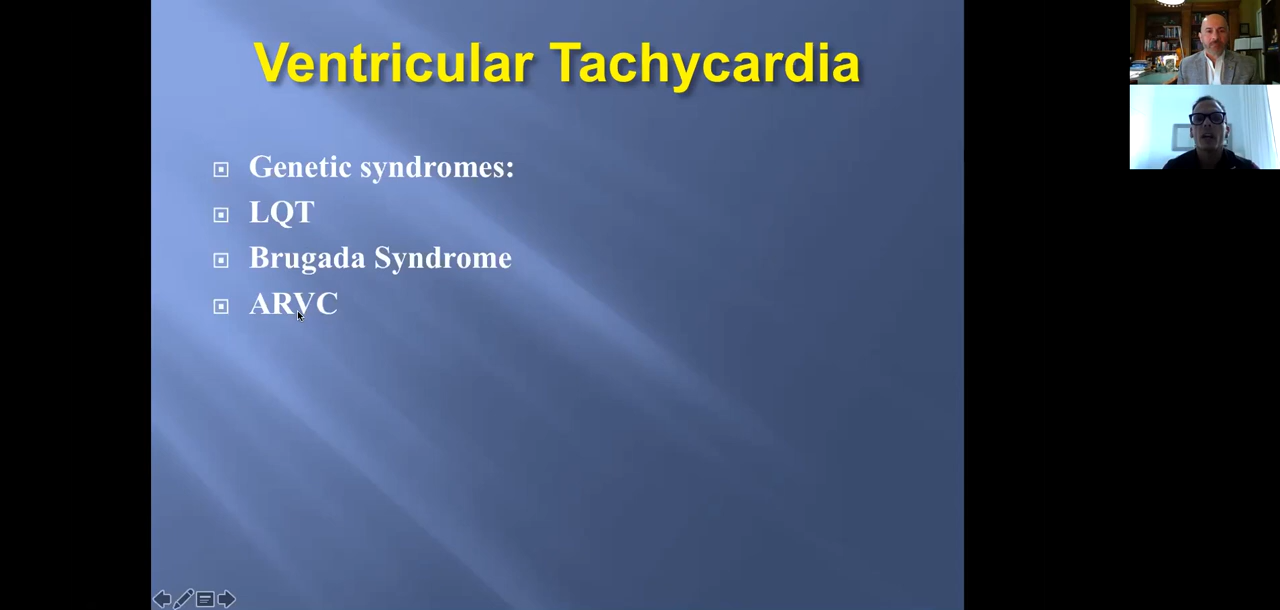 Ventricular Tachycardia
Genetic syndromes:
LQT
Brugada Syndrome
ARVC